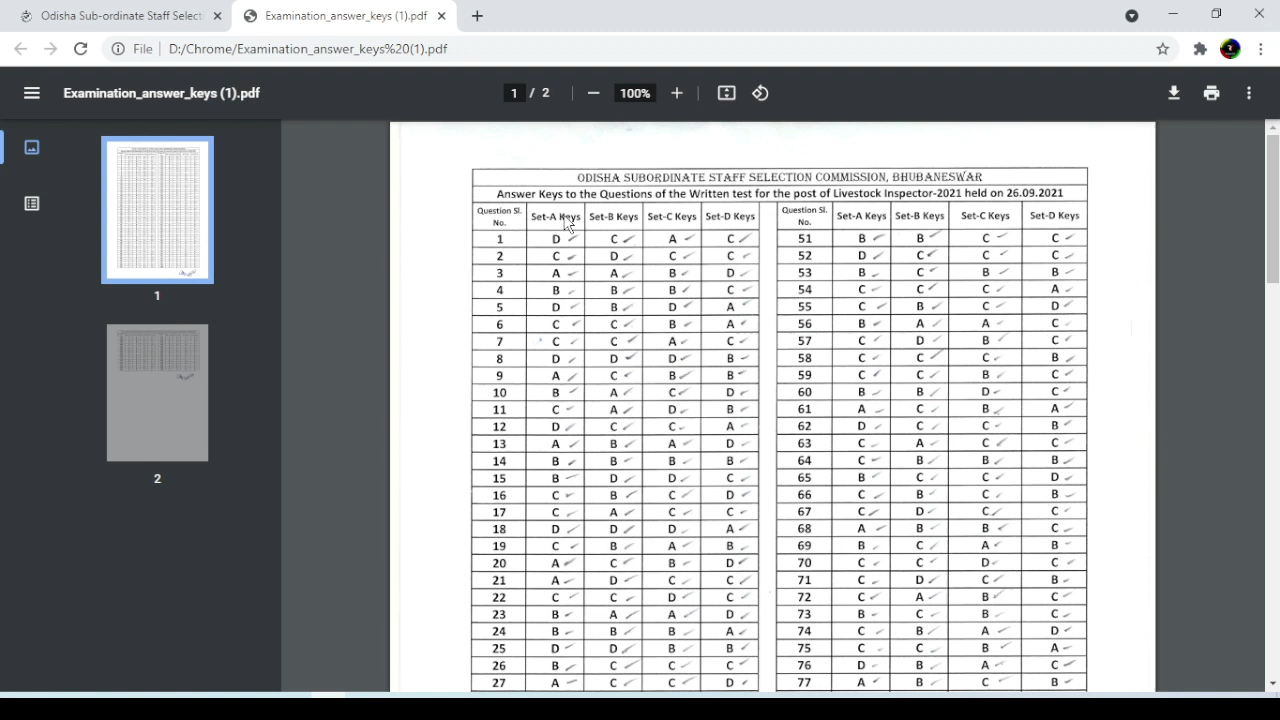 Odisha Sub-ordinate Staff Select
Examination_answer_keys (1).pdf
File
D:/Chrome/Examination_answer_keys%20(1).pdf
Examination_answer_keys (1).pdf
1 / 2
100%
1
2
ODISHA SUBORDINATE STAFF SELECTION COMMISSION, BHUBANESWAR
Answer Keys to the Questions of the Written test for the post of Livestock Inspector-2021 held on 26.09.2021
Question Sl. No. Set-A Keys Set-B Keys Set-C Keys Set-D Keys Question Sl. No. Set-A Keys Set-B Keys Set-C Keys Set-D Keys
1 D C A C 51 B B C C
2 C D C C 52 D C C C
3 A A B D 53 B C B B
4 B B B C 54 C C C A
5 D B D A 55 C B C D
6 C C B A 56 B A A C
7 C C A C 57 C D B C
8 D D D B 58 C C C B
9 A C B B 59 C C B C
10 B A C D 60 B B D C
11 C A D B 61 A C B A
12 D C C A 62 D C C B
13 A B A D 63 C A C C
14 B B B B 64 C B B B
15 B D D C 65 B C C D
16 C B C D 66 C B C B
17 C A C C 67 C D C C
18 D D D A 68 A B B C
19 C B A B 69 B C A B
20 A C B D 70 C C D C
21 A D C C 71 C D C B
22 C C D C 72 C A B C
23 B A A D 73 B C B C
24 B B B A 74 C B A D
25 D D B B 75 C C B A
26 B C C C 76 D B A C
27 A C C D 77 A B C B